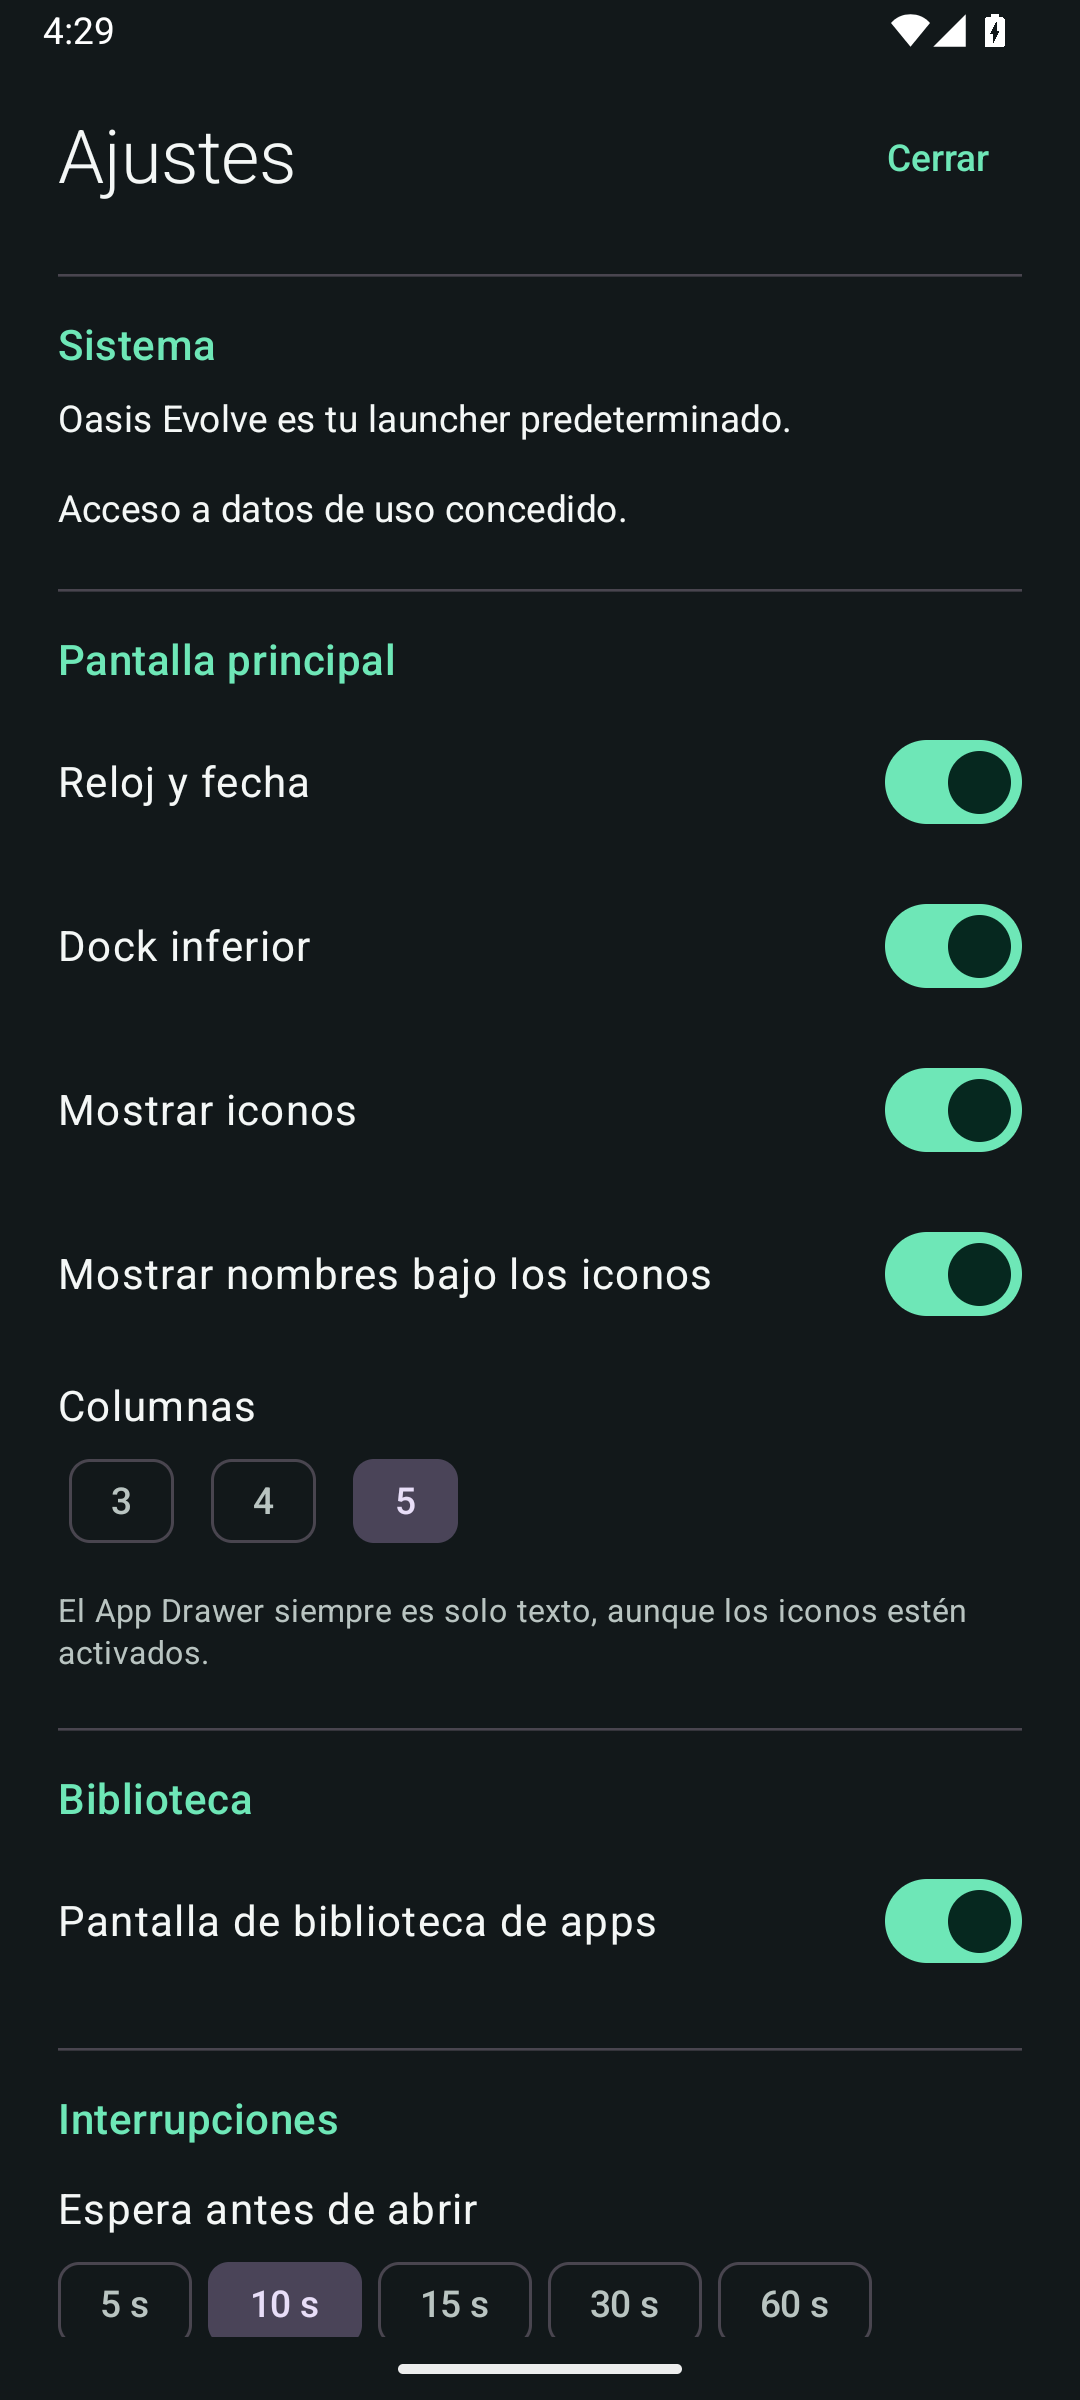 4:29
Ajustes
Cerrar
Sistema
Oasis Evolve es tu launcher predeterminado.
Acceso a datos de uso concedido.
Pantalla principal
Reloj y fecha
Dock inferior
Mostrar iconos
Mostrar nombres bajo los iconos
Columnas
3 4 5
El App Drawer siempre es solo texto, aunque los iconos estén
activados.
Biblioteca
Pantalla de biblioteca de apps
Interrupciones
Espera antes de abrir
5 s 10 s 15 s 30 s 60 s